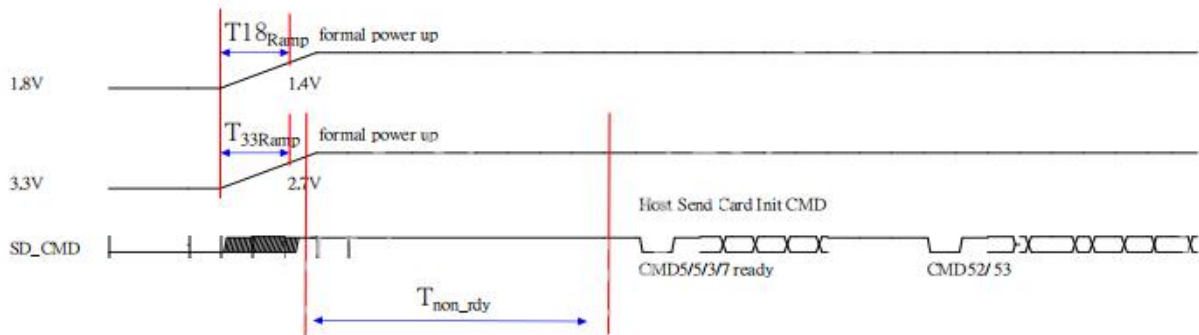 T18Ramp formal power up
1.8V 1.4V
T33Ramp formal power up
3.3V 2.7V
Host Send Card Init CMD
SD_CMD
CMD5/5/3/7 ready CMD52/53
Tnon_rdy